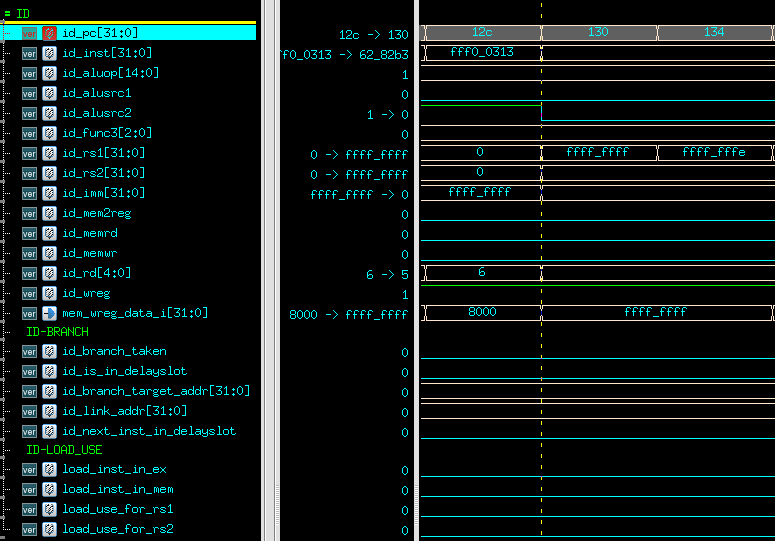 = ID
ver id_pc[31:0] 12c -> 130 12c 130 134
ver id_inst[31:0] ff0_0313 -> 62_82b3 fff0_0313
ver id_aluop[14:0] 1
ver id_alusrc1 0
ver id_alusrc2 1 -> 0
ver id_func3[2:0] 0
ver id_rs1[31:0] 0 -> ffff_ffff 0 ffff_ffff ffff_fffe
ver id_rs2[31:0] 0 -> ffff_ffff 0
ver id_imm[31:0] ffff_ffff -> 0 ffff_ffff
ver id_mem2reg 0
ver id_memrd 0
ver id_memwr 0
ver id_rd[4:0] 6 -> 5 6
ver id_wreg 1
ver mem_wreg_data_i[31:0] 8000 -> ffff_ffff 8000 ffff_ffff
ID-BRANCH
ver id_branch_taken 0
ver id_is_in_delayslot 0
ver id_branch_target_addr[31:0] 0
ver id_link_addr[31:0] 0
ver id_next_inst_in_delayslot 0
ID-LOAD_USE
ver load_inst_in_ex 0
ver load_inst_in_mem 0
ver load_use_for_rs1 0
ver load_use_for_rs2 0